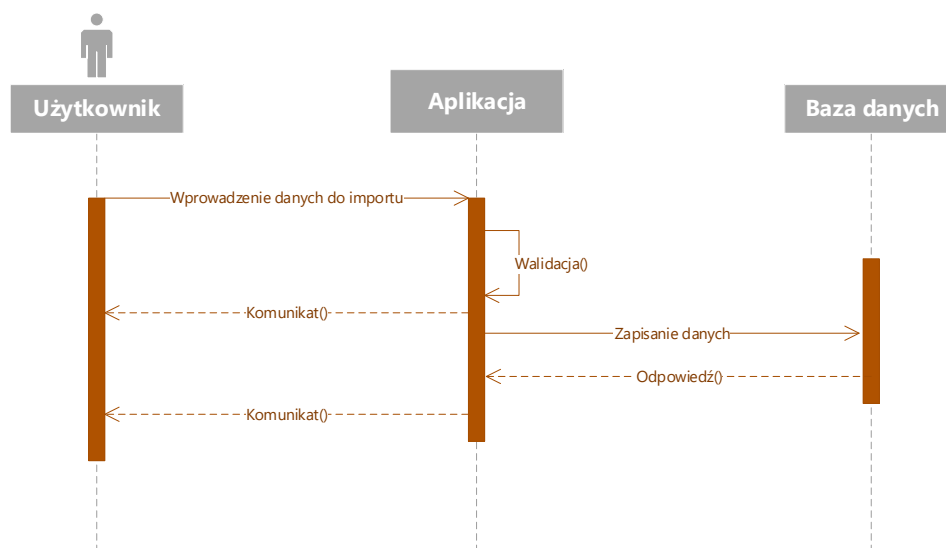 Użytkownik
Aplikacja
Baza danych
Wprowadzenie danych do importu
Walidacja()
Komunikat()
Zapisanie danych
Odpowiedź()
Komunikat()